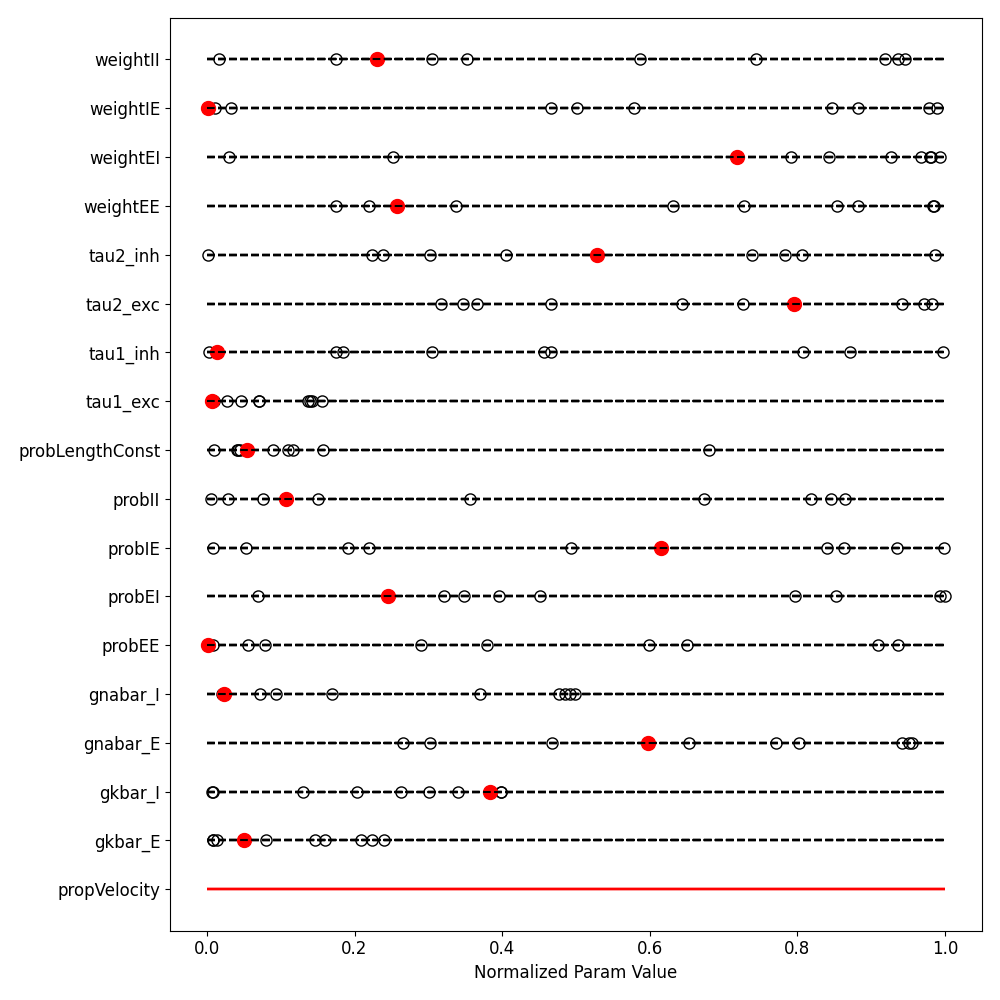 weightII
weightIE
weightEI
weightEE
tau2_inh
tau2_exc
tau1_inh
tau1_exc
probLengthConst
probII
probIE
probEI
probEE
gnabar_I
gnabar_E
gkbar_I
gkbar_E
propVelocity
0.0 0.2 0.4 0.6 0.8 1.0
Normalized Param Value